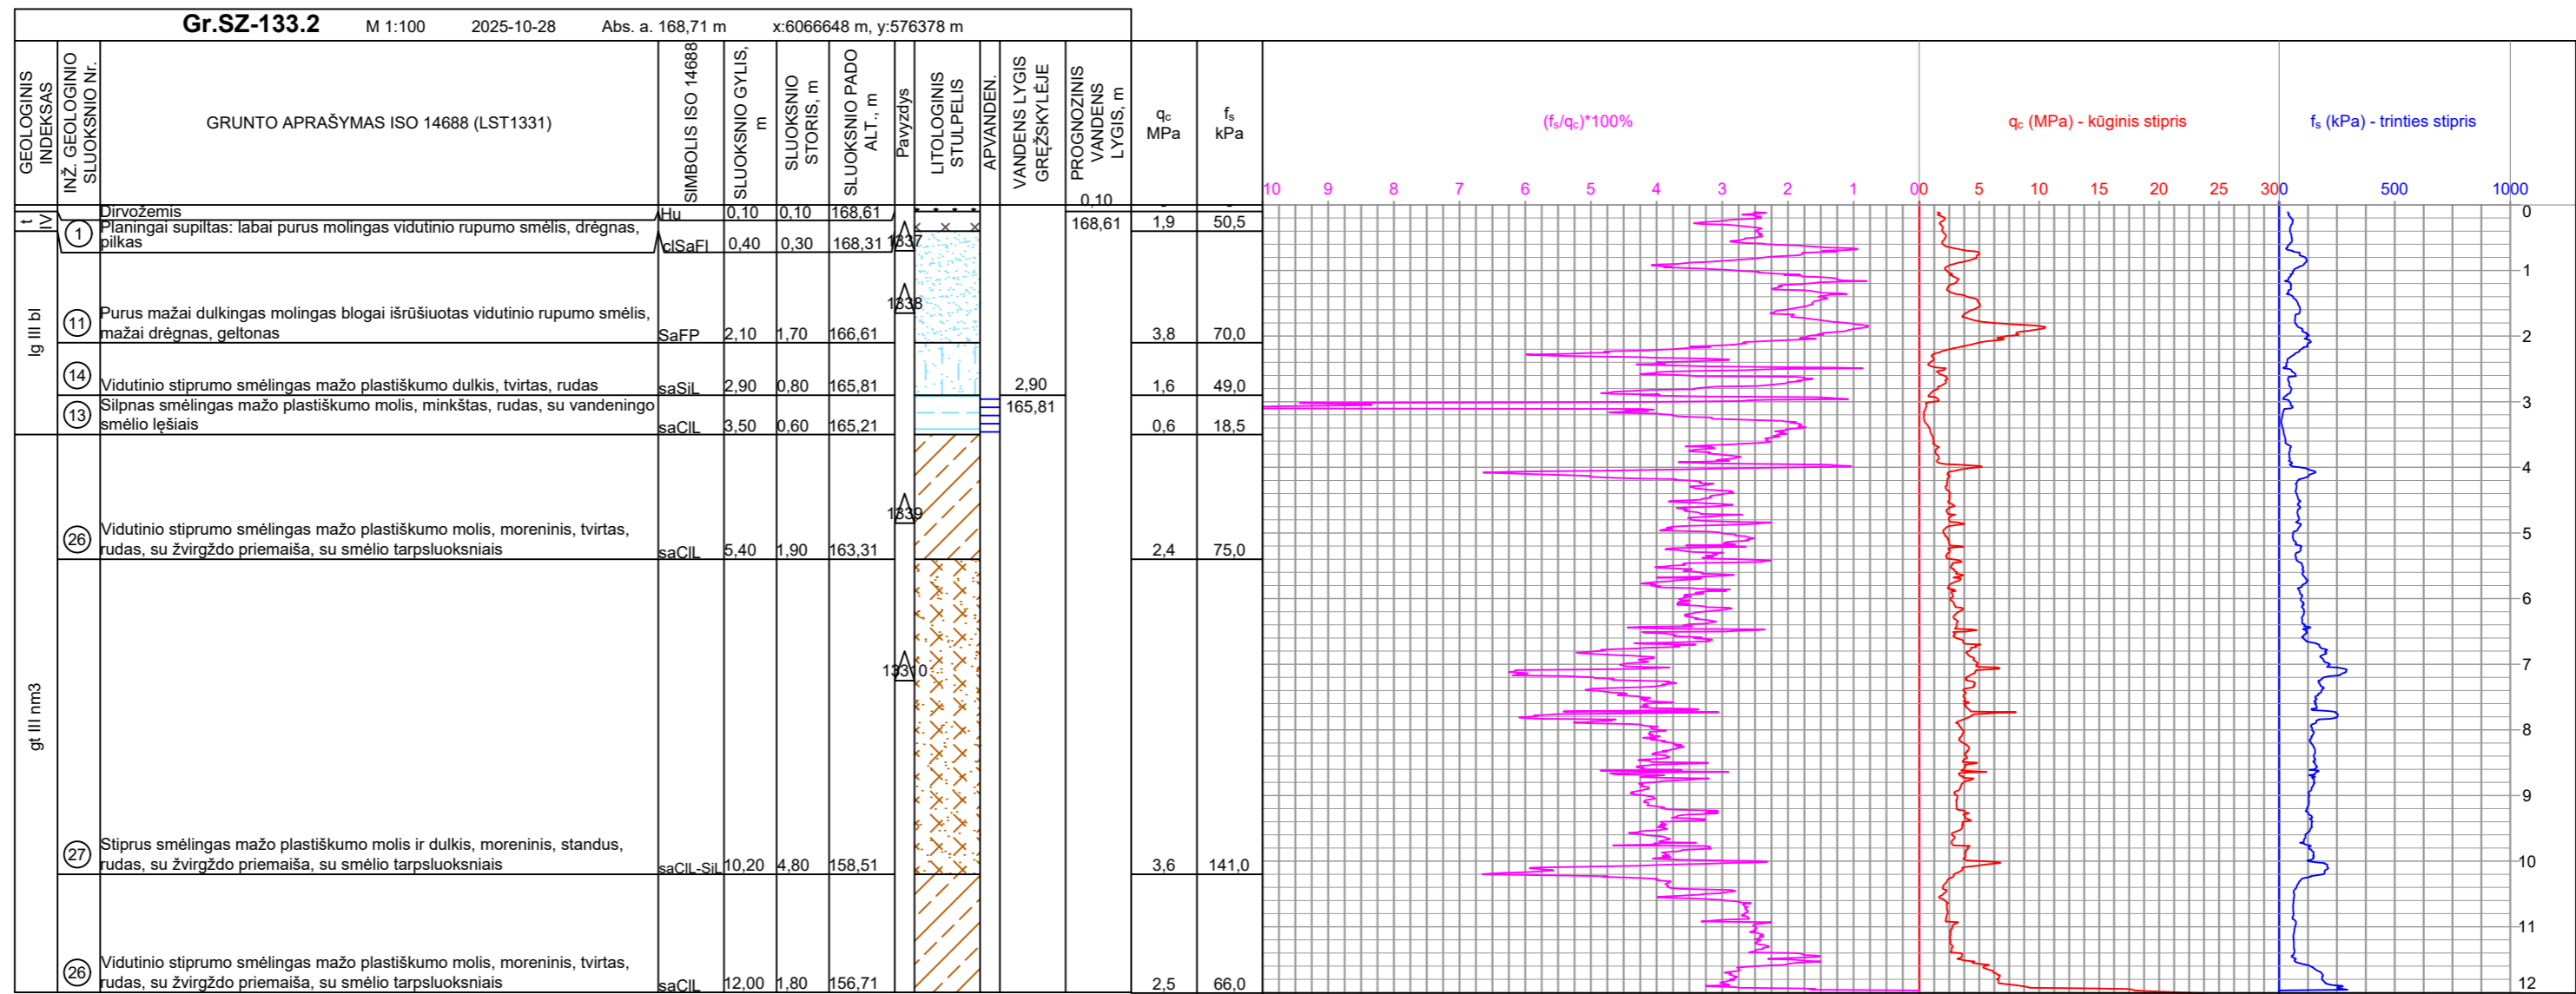 Gr.SZ-133.2 M 1:100 2025-10-28 Abs. a. 168,71 m x:6066648 m, y:576378 m
GEOLOGINIS INDEKSAS
INŽ. GEOLOGINIO SLUOKSNIO Nr.
GRUNTO APRAŠYMAS ISO 14688 (LST1331)
SIMBOLIS ISO 14688
SLUOKSNIO GYLIS, m
SLUOKSNIO STORIS, m
SLUOKSNIO PADO ALT., m
Pavyzdys
LITOLOGINIS STULPELIS
APVANDEN.
VANDENS LYGIS GRĘŽSKYLĖJE
PROGNOZINIS VANDENS LYGIS, m
qc MPa
fs kPa
(fs/qc)*100%
qc (MPa) - kūginis stipris
fs (kPa) - trinties stipris
10 9 8 7 6 5 4 3 2 1 0
0 5 10 15 20 25 30
0 500 1000
t IV
Dirvožemis Hu 0,10 0,10 168,61
0,10
168,61
1 Planingai supiltas: labai purus molingas vidutinio rupumo smėlis, drėgnas,
pilkas clSaFl 0,40 0,30 168,31 1337 1,9 50,5
lg III bl
11 Purus mažai dulkingas molingas blogai išrūšiuotas vidutinio rupumo smėlis,
mažai drėgnas, geltonas SaFP 2,10 1,70 166,61 1338 3,8 70,0
14 Vidutinio stiprumo smėlingas mažo plastiškumo dulkis, tvirtas, rudas saSiL 2,90 0,80 165,81 2,90 1,6 49,0
165,81
13 Silpnas smėlingas mažo plastiškumo molis, minkštas, rudas, su vandeningo
smėlio lęšiais saClL 3,50 0,60 165,21 0,6 18,5
gt III nm3
26 Vidutinio stiprumo smėlingas mažo plastiškumo molis, moreninis, tvirtas,
rudas, su žvirgždo priemaiša, su smėlio tarpsluoksniais saClL 5,40 1,90 163,31 1339 2,4 75,0
13310
27 Stiprus smėlingas mažo plastiškumo molis ir dulkis, moreninis, standus,
rudas, su žvirgždo priemaiša, su smėlio tarpsluoksniais saClL-SiL 10,20 4,80 158,51 3,6 141,0
26 Vidutinio stiprumo smėlingas mažo plastiškumo molis, moreninis, tvirtas,
rudas, su žvirgždo priemaiša, su smėlio tarpsluoksniais saClL 12,00 1,80 156,71 2,5 66,0
0
1
2
3
4
5
6
7
8
9
10
11
12